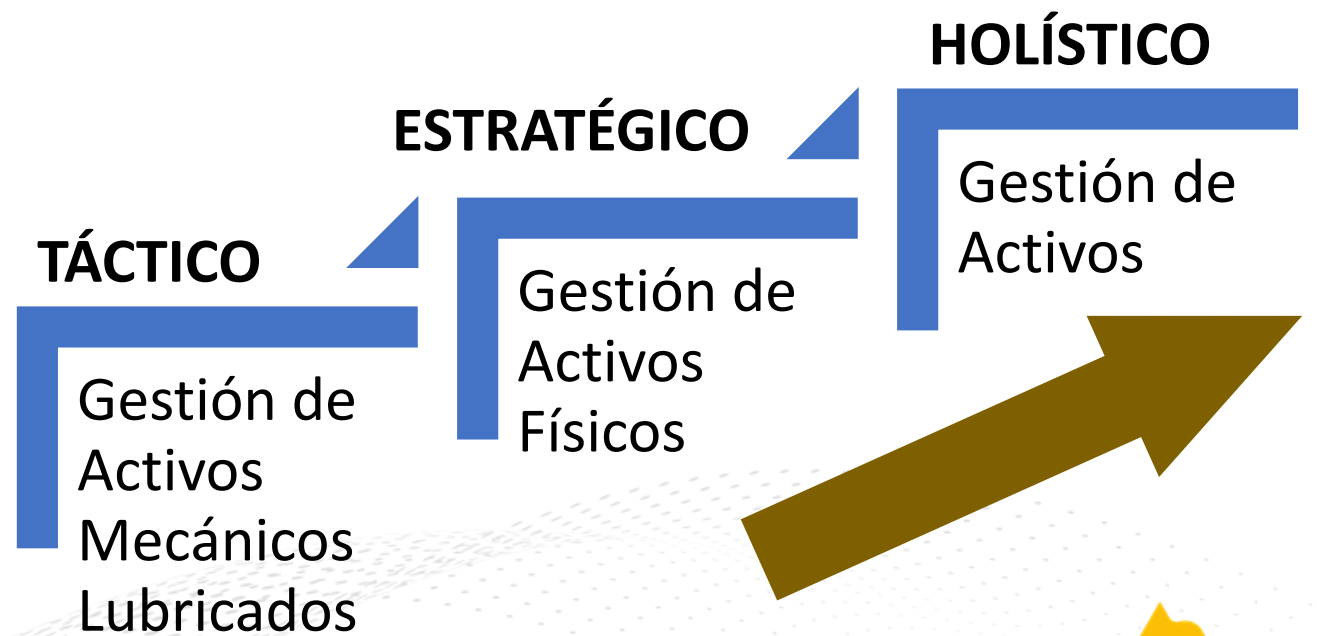 TÁCTICO
Gestión de
Activos
Mecánicos
Lubricados
ESTRATÉGICO
Gestión de
Activos
Físicos
HOLÍSTICO
Gestión de
Activos